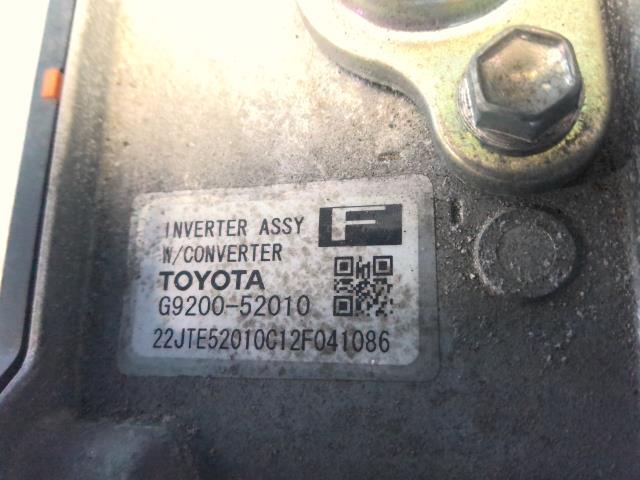 INVERTER ASSY F
W/CONVERTER
TOYOTA
G9200-52010
22JTE52010C12F041086